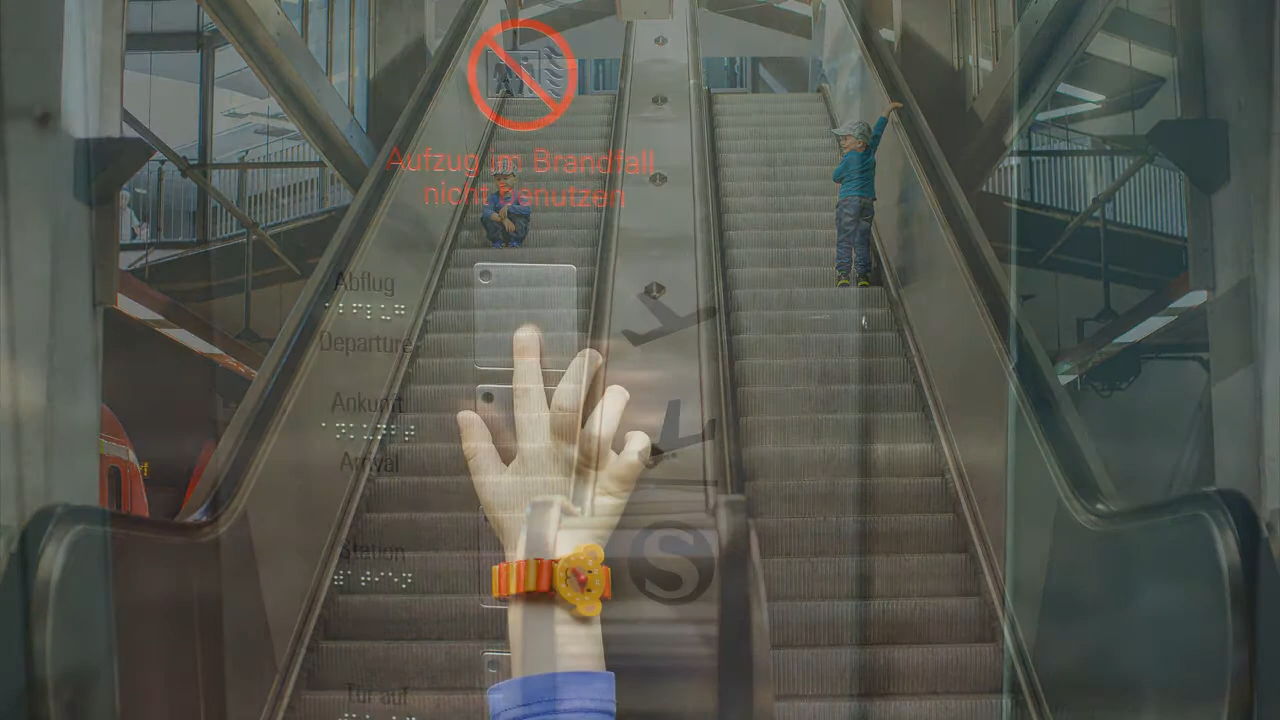 Aufzug im Brandfall
nicht benutzen
Abflug
⠁⠃⠋⠇⠥⠛
Departure
Ankunft
Arrival
Station
Tür auf
S